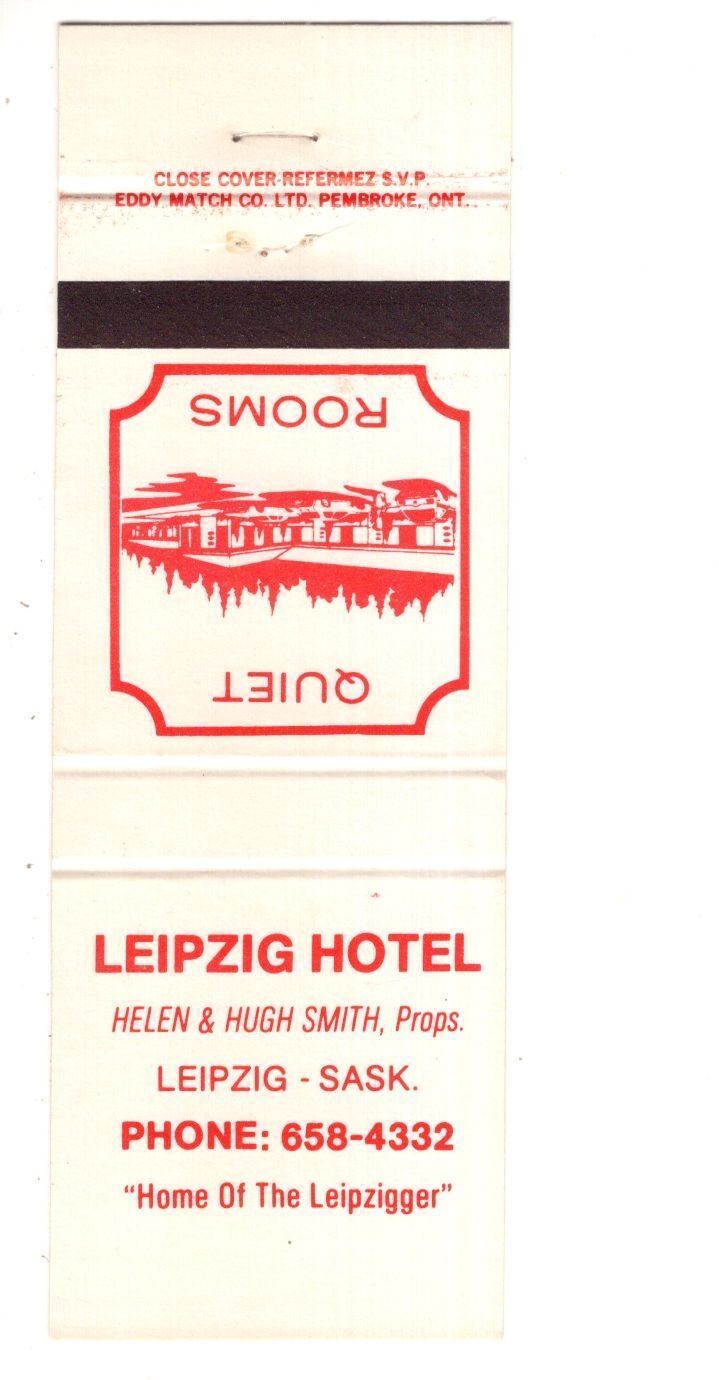 CLOSE COVER-REFERMEZ S.V.P.
EDDY MATCH CO. LTD. PEMBROKE, ONT.
QUIET
ROOMS
LEIPZIG HOTEL
HELEN & HUGH SMITH, Props.
LEIPZIG - SASK.
PHONE: 658-4332
"Home Of The Leipzigger"